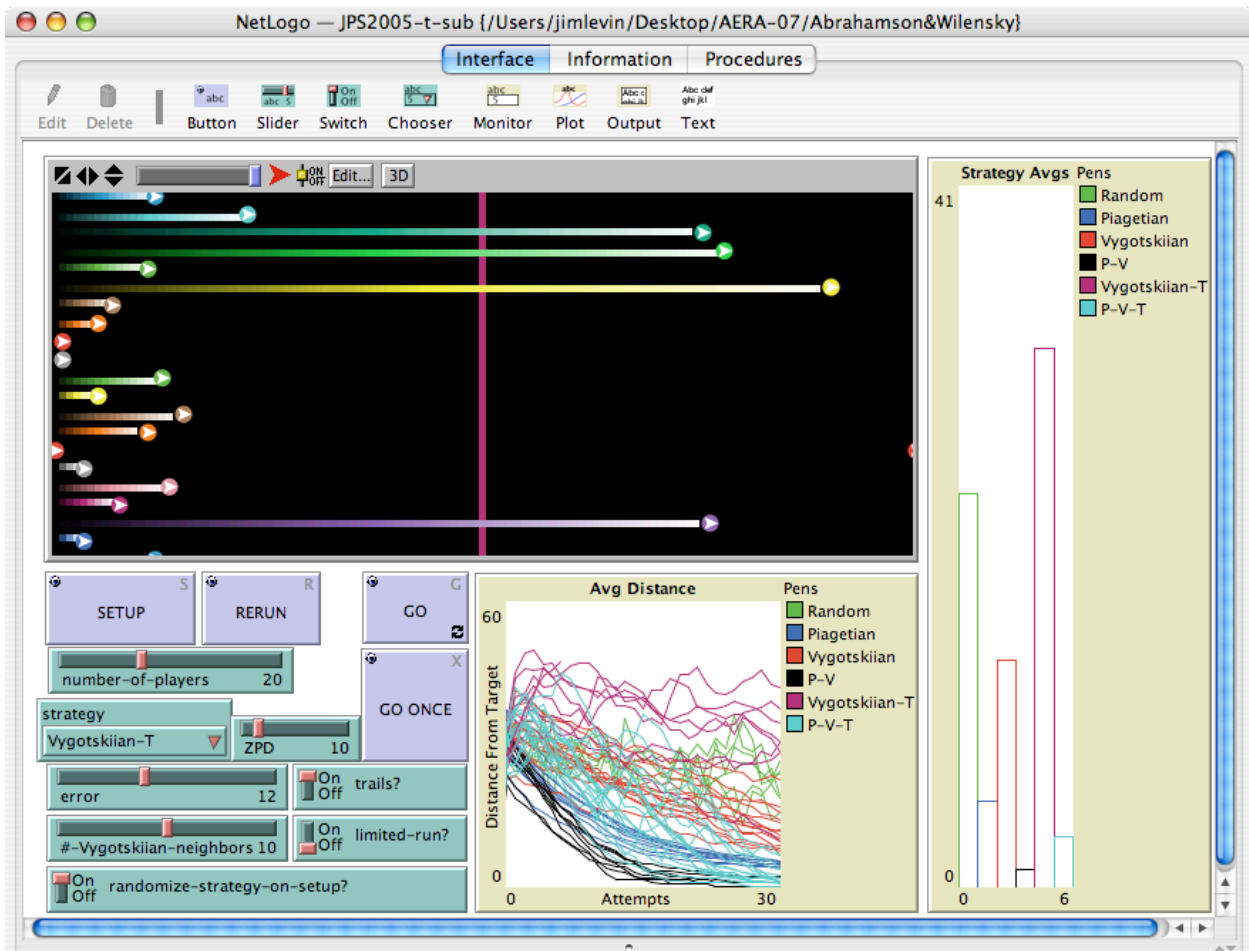 NetLogo — JPS2005-t-sub {/Users/jimlevin/Desktop/AERA-07/Abrahamson&Wilensky}
Interface Information Procedures
Edit Delete Button Slider Switch Chooser Monitor Plot Output Text
ON
OFF
Edit...
3D
Strategy Avgs Pens
41
Random
Piagetian
Vygotskiian
P-V
Vygotskiian-T
P-V-T
0
0 6
S
SETUP
R
RERUN
G
GO
number-of-players 20
X
GO ONCE
strategy
Vygotskiian-T
ZPD 10
error 12
On
Off
trails?
#-Vygotskiian-neighbors 10
On
Off
limited-run?
On
Off
randomize-strategy-on-setup?
Avg Distance Pens
60
Distance From Target
Random
Piagetian
Vygotskiian
P-V
Vygotskiian-T
P-V-T
0
0 Attempts 30